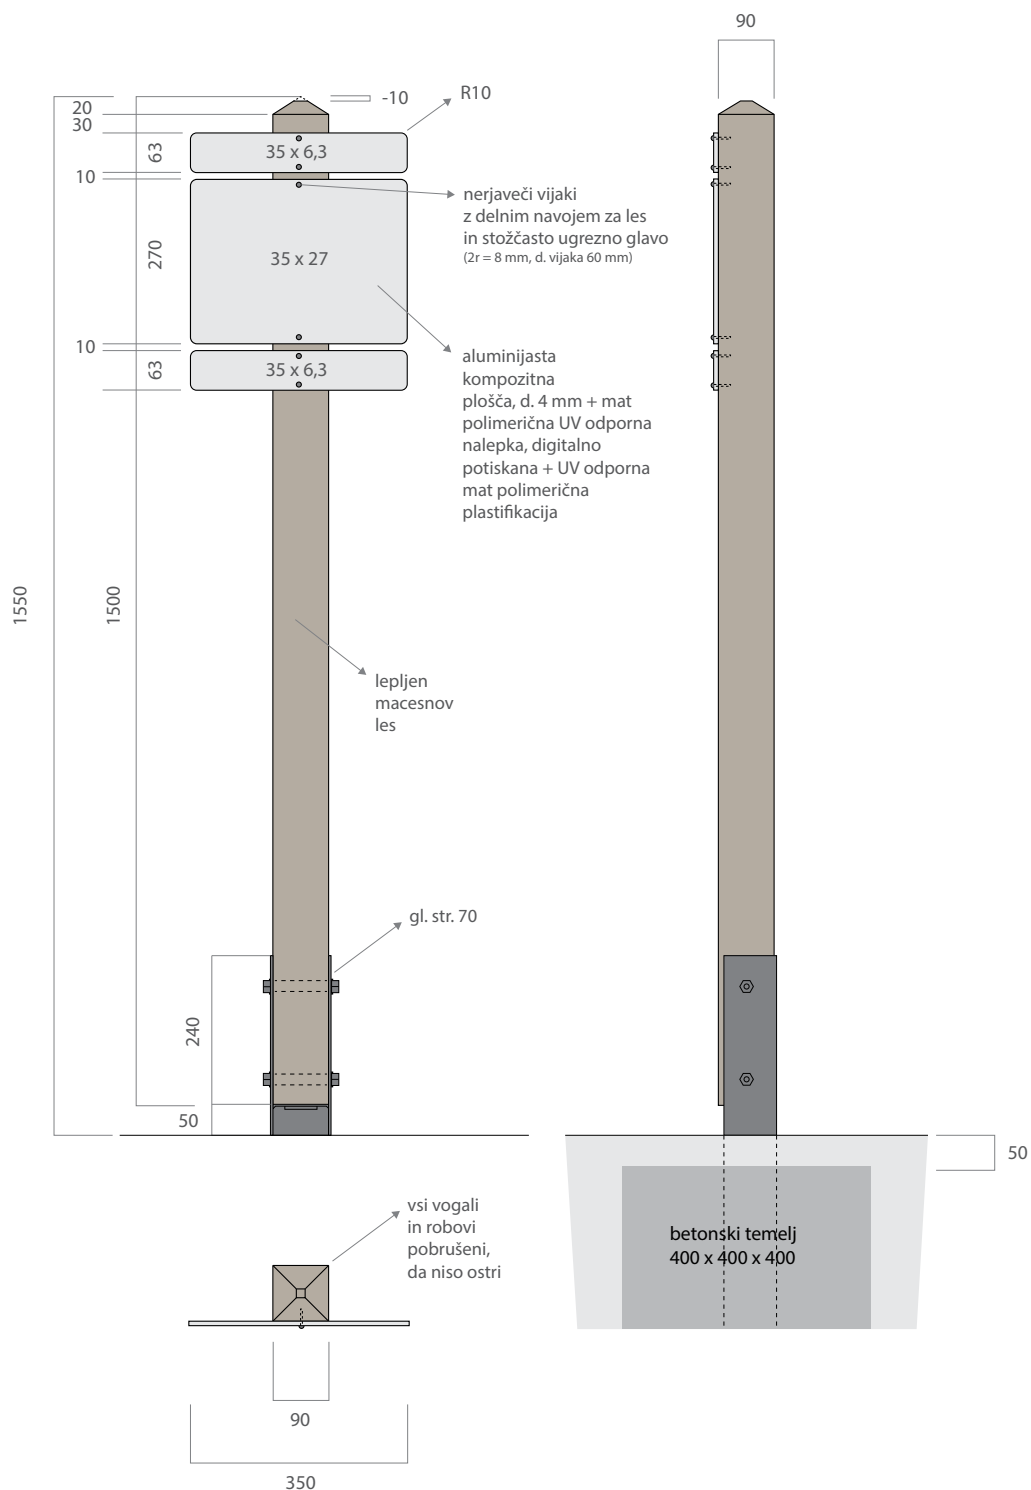 90
-10
R10
20
30
63
35 x 6,3
10
nerjaveči vijaki
z delnim navojem za les
in stožčasto ugrezno glavo
(2r = 8 mm, d. vijaka 60 mm)
270
35 x 27
10
63
35 x 6,3
aluminijasta
kompozitna
plošča, d. 4 mm + mat
polimerična UV odporna
nalepka, digitalno
potiskana + UV odporna
mat polimerična
plastifikacija
1550
1500
lepljen
macesnov
les
gl. str. 70
240
50
50
vsi vogali
in robovi
pobrušeni,
da niso ostri
betonski temelj
400 x 400 x 400
90
350